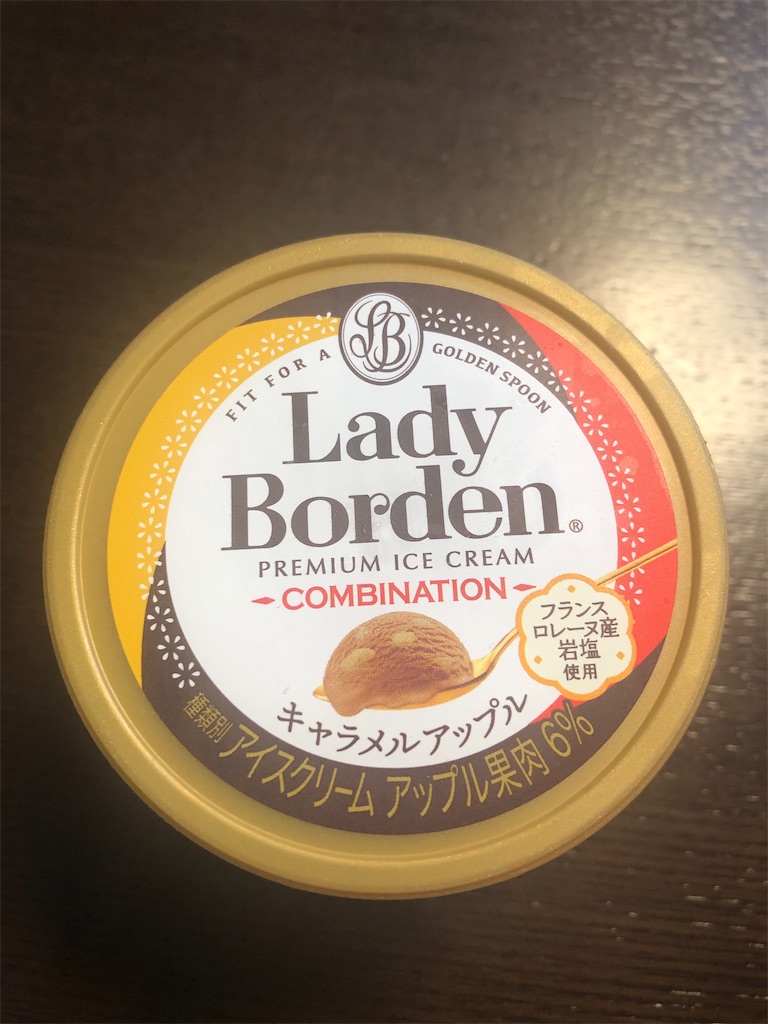 LB
FIT FOR A GOLDEN SPOON
Lady
Borden®
PREMIUM ICE CREAM
COMBINATION
フランス
ロレーヌ産
岩塩
使用
キャラメルアップル
種類別 アイスクリーム アップル果肉 6%